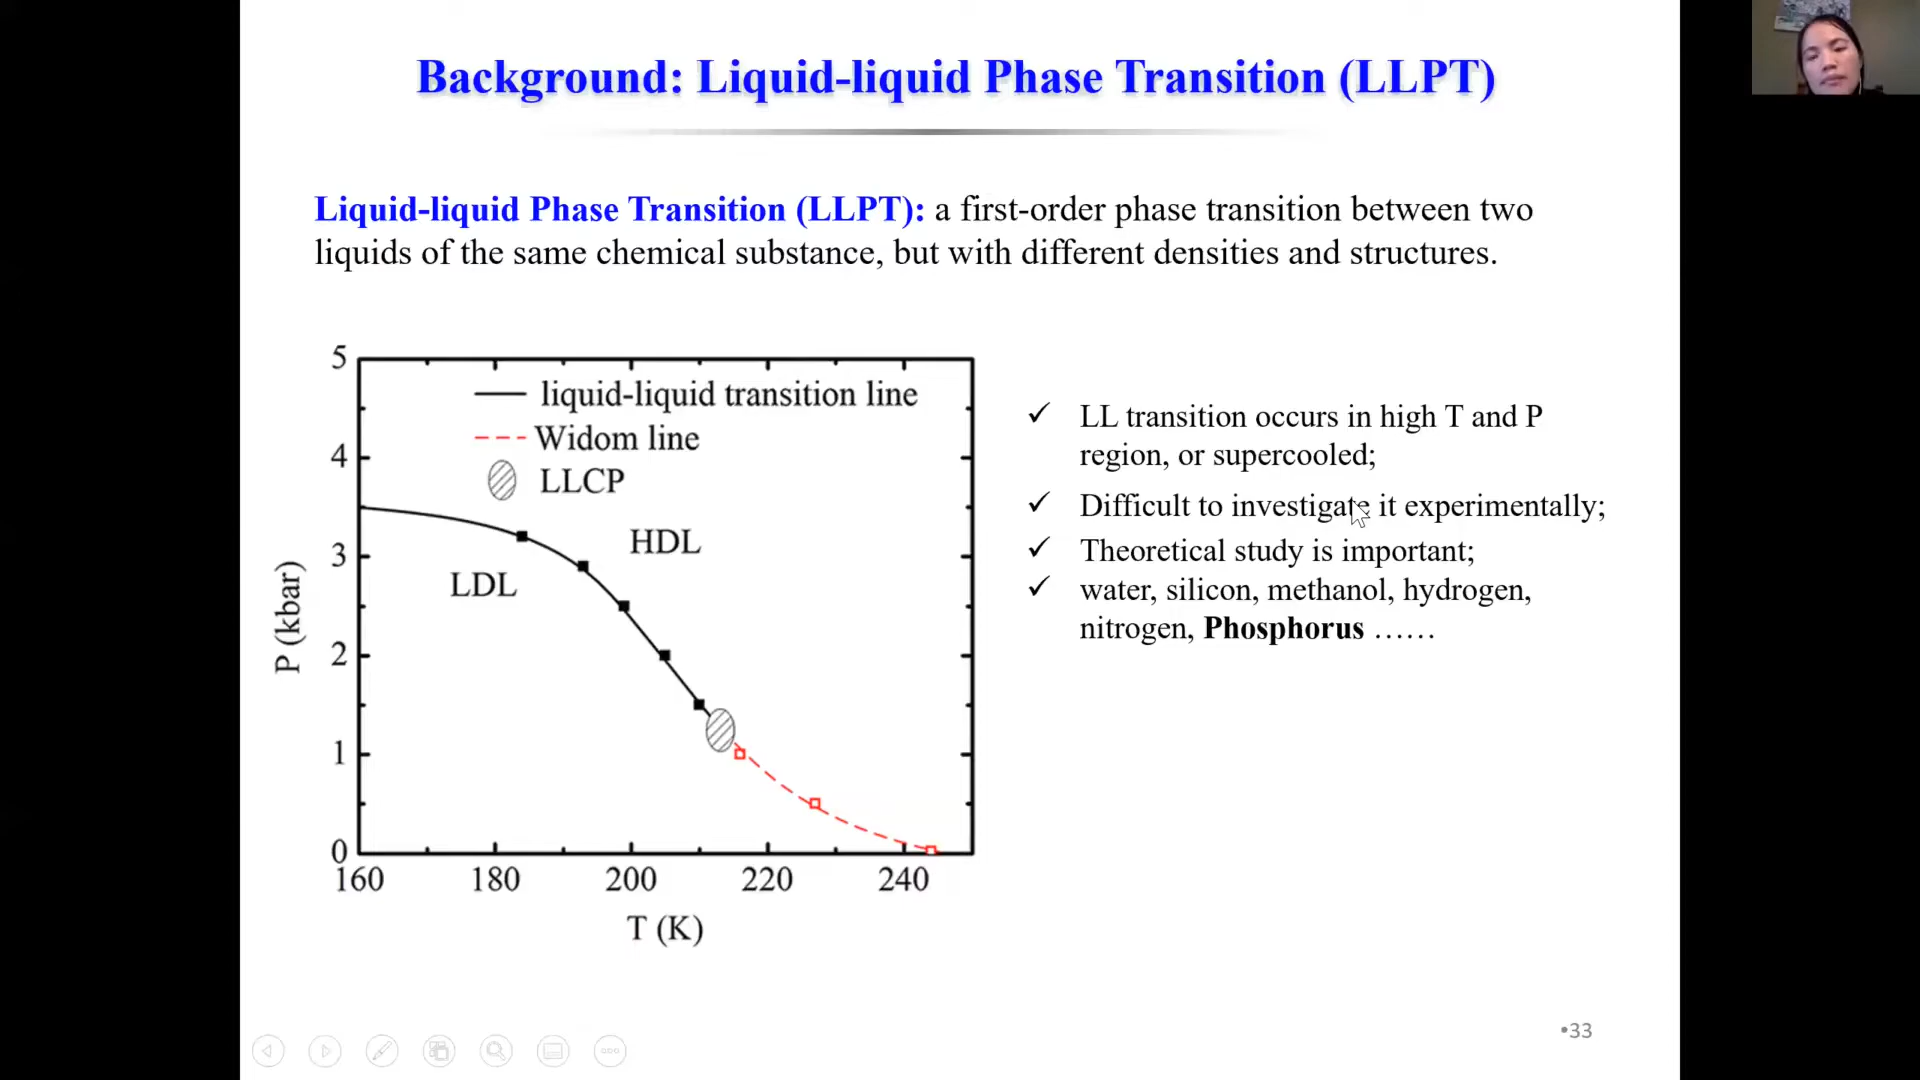 Background: Liquid-liquid Phase Transition (LLPT)
Liquid-liquid Phase Transition (LLPT): a first-order phase transition between two
liquids of the same chemical substance, but with different densities and structures.
5
4
3
2
1
0
P (kbar)
liquid-liquid transition line
Widom line
LLCP
HDL
LDL
160 180 200 220 240
T (K)
✓ LL transition occurs in high T and P
region, or supercooled;
✓ Difficult to investigate it experimentally;
✓ Theoretical study is important;
✓ water, silicon, methanol, hydrogen,
nitrogen, Phosphorus ……
•33